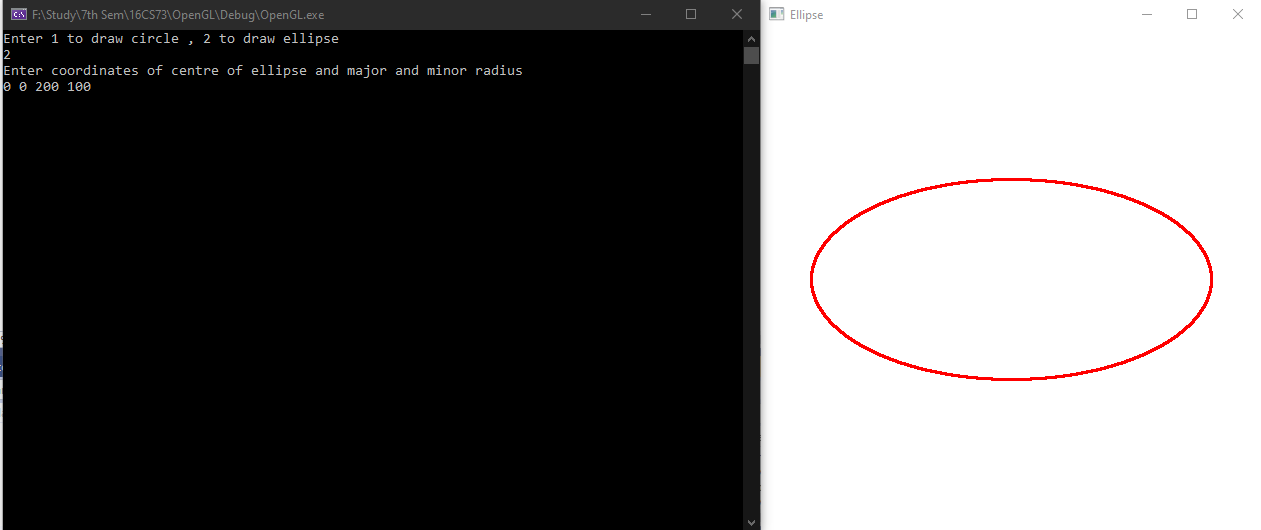 F:\Study\7th Sem\16CS73\OpenGL\Debug\OpenGL.exe
Enter 1 to draw circle , 2 to draw ellipse
2
Enter coordinates of centre of ellipse and major and minor radius
0 0 200 100
Ellipse